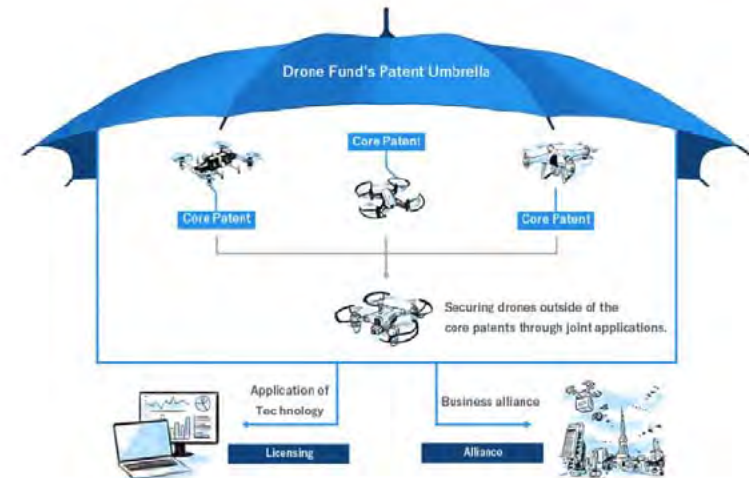 Drone Fund's Patent Umbrella
Core Patent
Core Patent
Core Patent
Securing drones outside of the
core patents through joint applications.
Application of
Technology
Business alliance
Licensing
Alliance